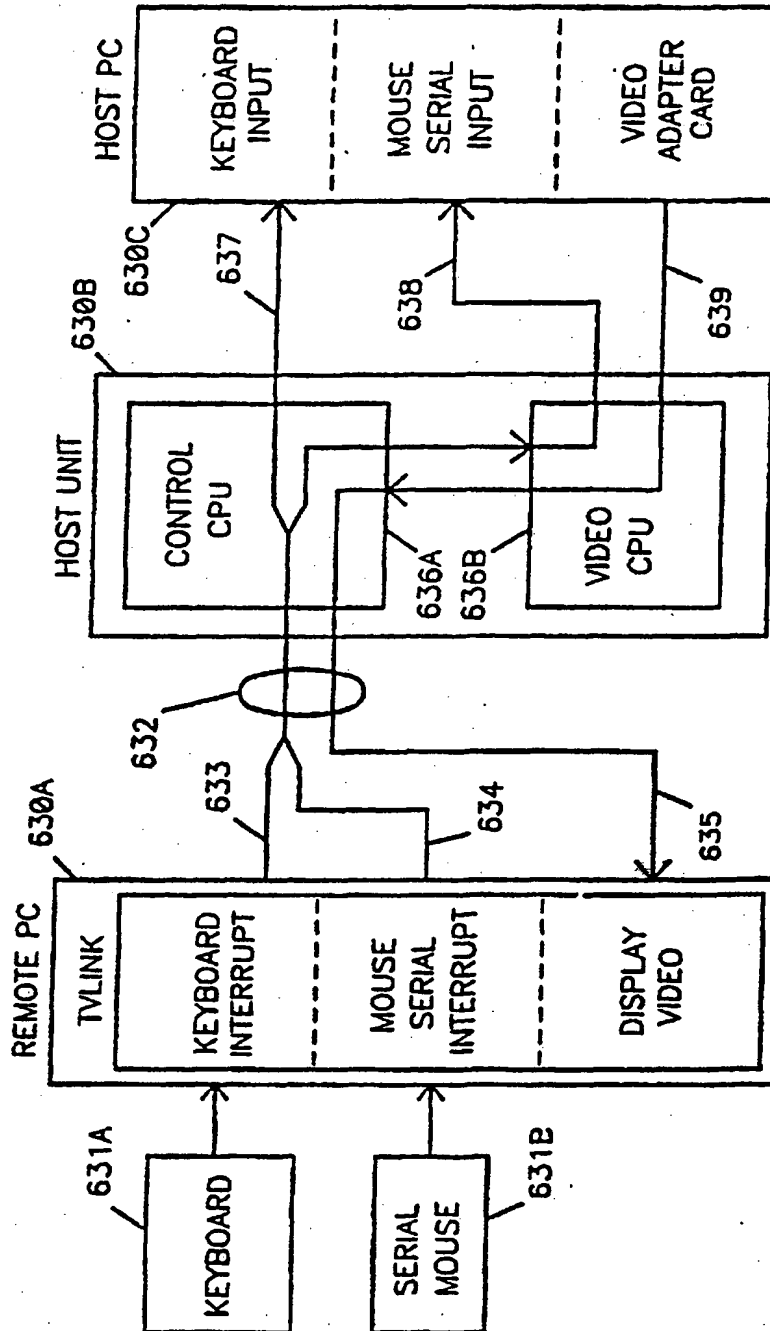 REMOTE PC
630A
TVLINK
KEYBOARD
INTERRUPT
MOUSE
SERIAL
INTERRUPT
DISPLAY
VIDEO
631A
KEYBOARD
SERIAL
MOUSE
631B
633
634
635
632
HOST UNIT
630B
CONTROL
CPU
636A
636B
VIDEO
CPU
637
638
639
HOST PC
630C
KEYBOARD
INPUT
MOUSE
SERIAL
INPUT
VIDEO
ADAPTER
CARD